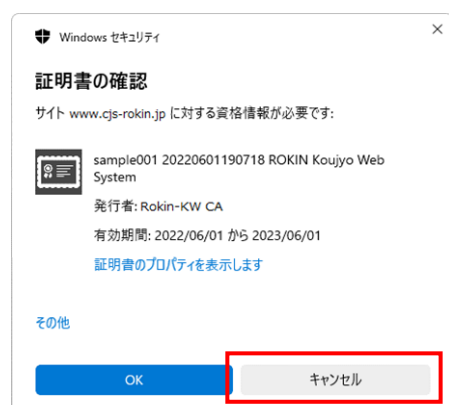 Windows セキュリティ
証明書の確認
サイト www.cjs-rokin.jp に対する資格情報が必要です:
sample001 20220601190718 ROKIN Koujyo Web
System
発行者: Rokin-KW CA
有効期間: 2022/06/01 から 2023/06/01
証明書のプロパティを表示します
その他
OK
キャンセル